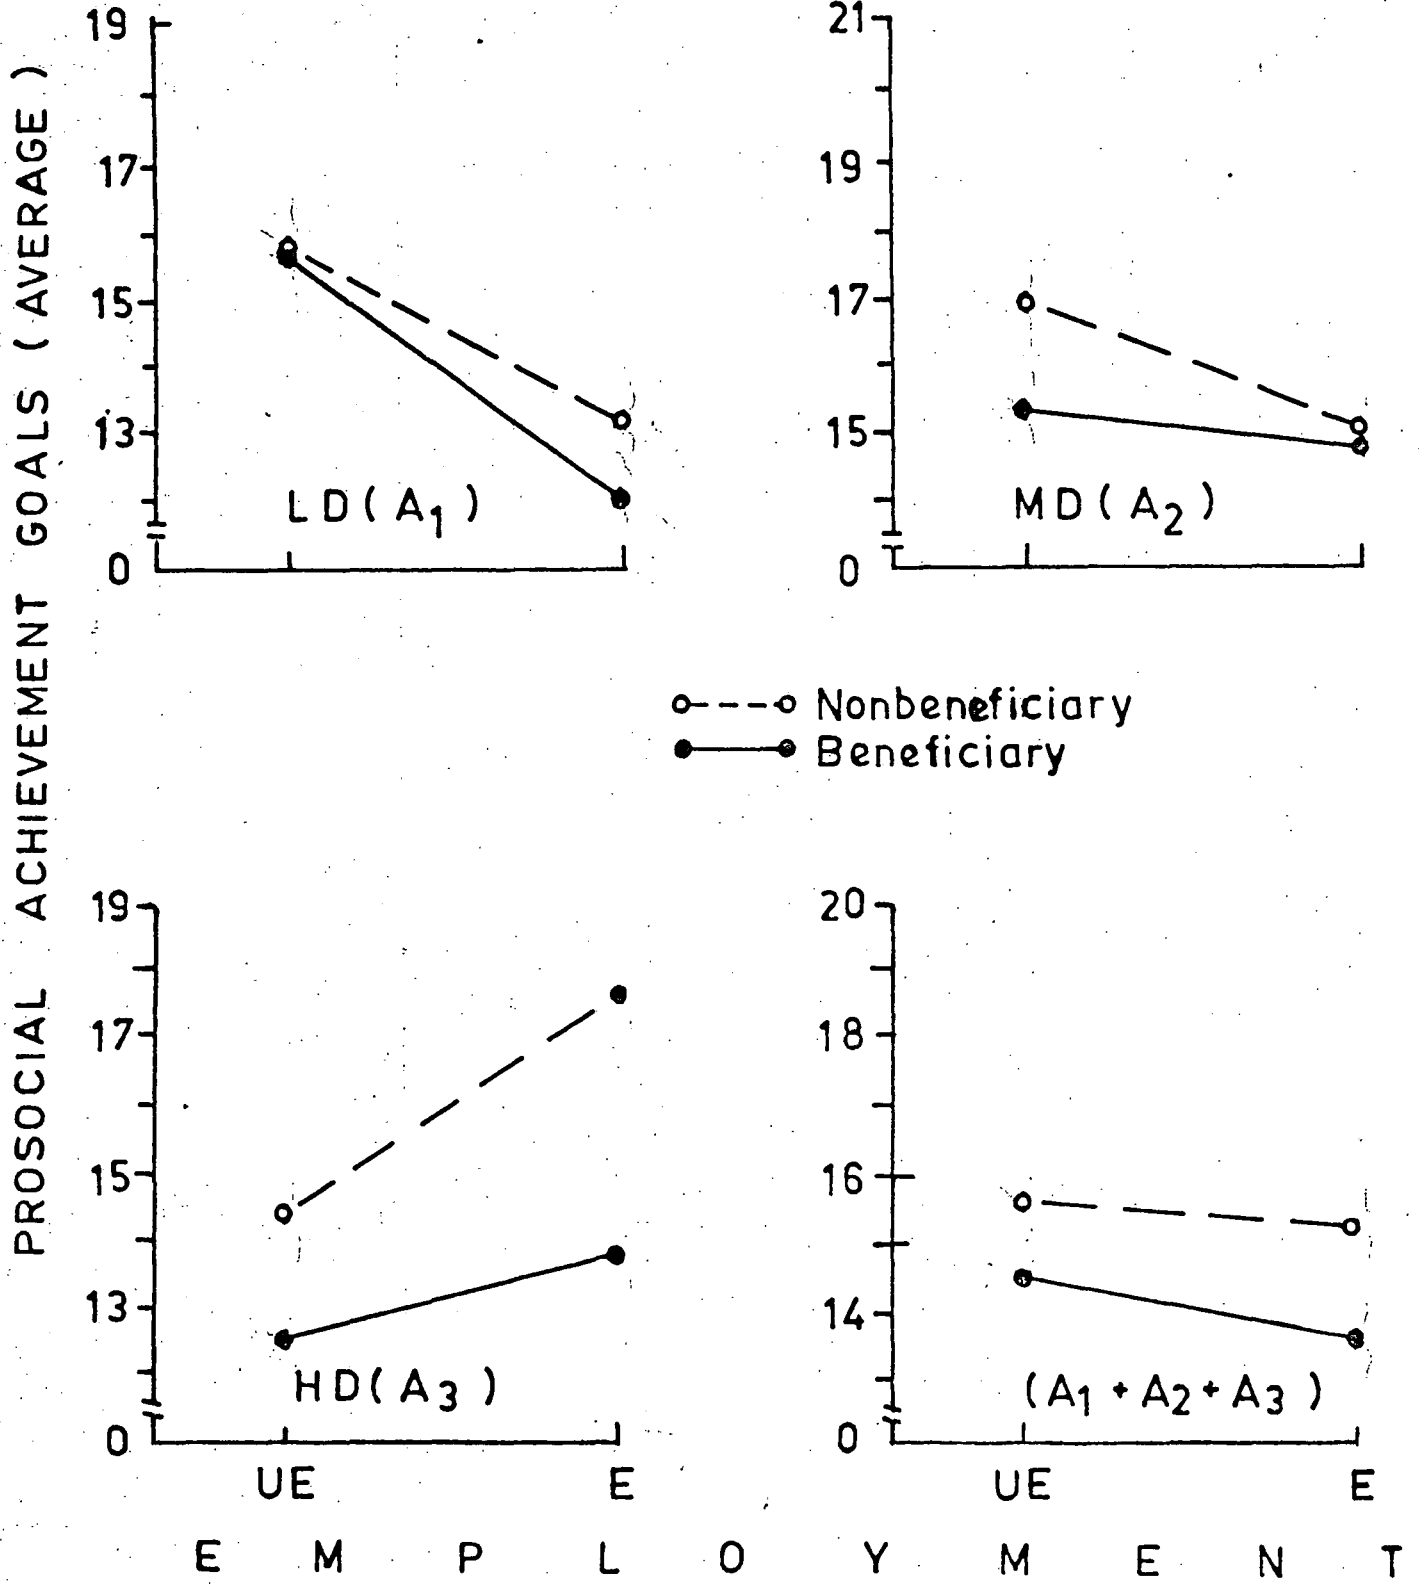 PROSOCIAL ACHIEVEMENT GOALS (AVERAGE)
19
17
15
13
0
LD(A1)
21
19
17
15
0
MD(A2)
Nonbeneficiary
Beneficiary
19
17
15
13
0
HD(A3)
UE E
20
18
16
14
0
(A1+A2+A3)
UE E
EMPLOYMENT